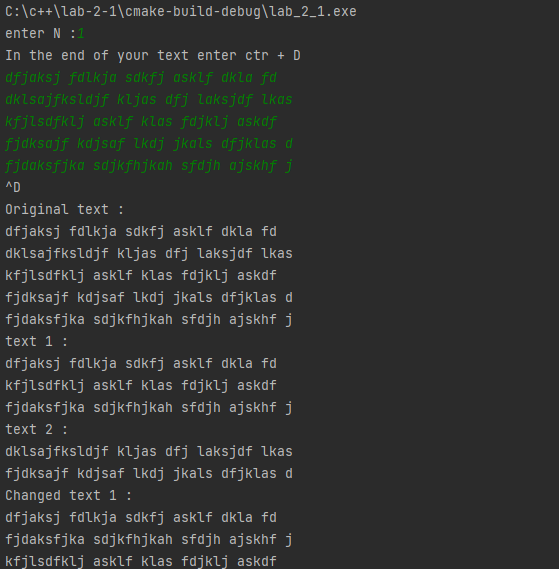 C:\c++\lab-2-1\cmake-build-debug\lab_2_1.exe
enter N :1
In the end of your text enter ctr + D
dfjaksj fdlkja sdkfj asklf dkla fd
dklsajfksldjf kljas dfj laksjdf lkas
kfjlsdfklj asklf klas fdjklj askdf
fjdksajf kdjsaf lkdj jkals dfjklas d
fjdaksfjka sdjkfhjkah sfdjh ajskhf j
^D
Original text :
dfjaksj fdlkja sdkfj asklf dkla fd
dklsajfksldjf kljas dfj laksjdf lkas
kfjlsdfklj asklf klas fdjklj askdf
fjdksajf kdjsaf lkdj jkals dfjklas d
fjdaksfjka sdjkfhjkah sfdjh ajskhf j
text 1 :
dfjaksj fdlkja sdkfj asklf dkla fd
kfjlsdfklj asklf klas fdjklj askdf
fjdaksfjka sdjkfhjkah sfdjh ajskhf j
text 2 :
dklsajfksldjf kljas dfj laksjdf lkas
fjdksajf kdjsaf lkdj jkals dfjklas d
Changed text 1 :
dfjaksj fdlkja sdkfj asklf dkla fd
fjdaksfjka sdjkfhjkah sfdjh ajskhf j
kfjlsdfklj asklf klas fdjklj askdf